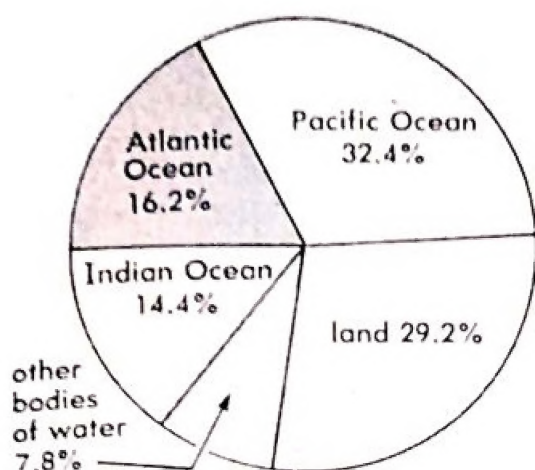 Pacific Ocean
32.4%
Atlantic
Ocean
16.2%
Indian Ocean
14.4%
land 29.2%
other
bodies
of water
7.8%